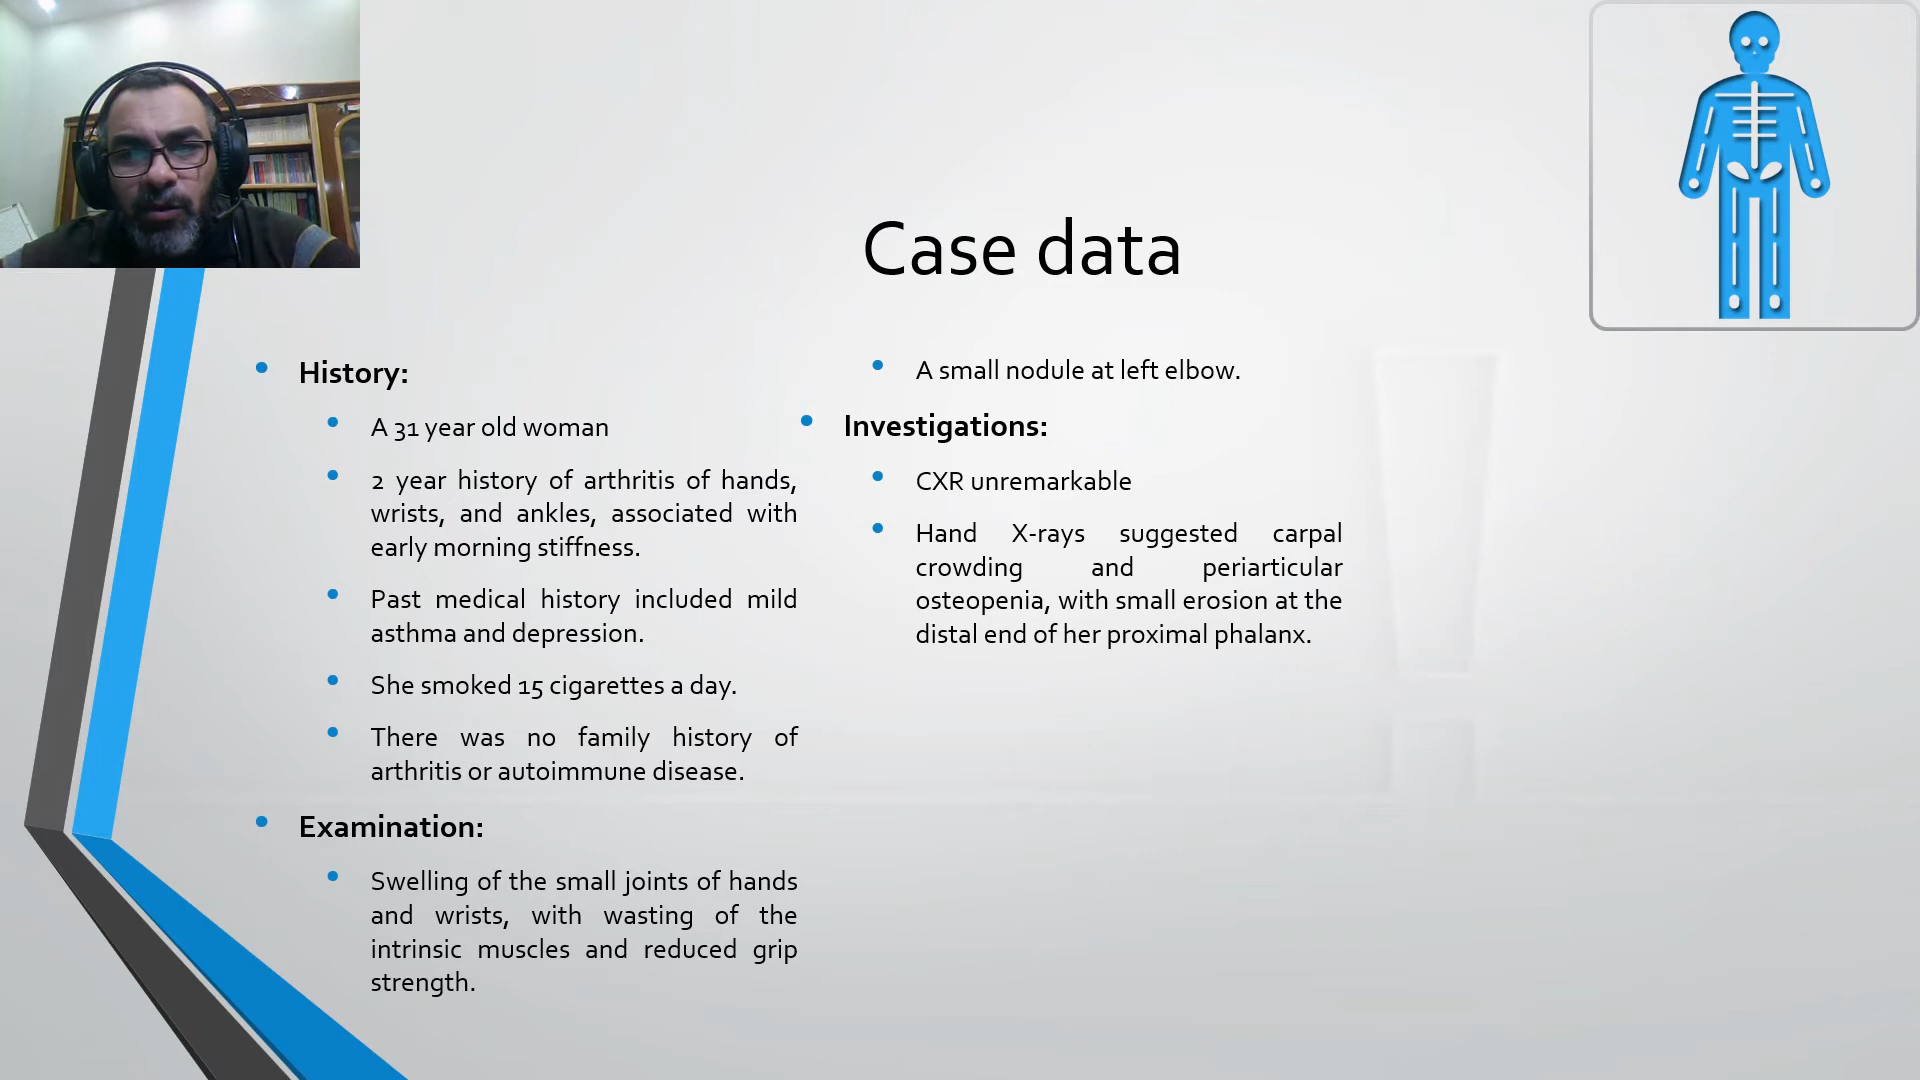 Case data
History:
A 31 year old woman
2 year history of arthritis of hands,
wrists, and ankles, associated with
early morning stiffness.
Past medical history included mild
asthma and depression.
She smoked 15 cigarettes a day.
There was no family history of
arthritis or autoimmune disease.
Examination:
Swelling of the small joints of hands
and wrists, with wasting of the
intrinsic muscles and reduced grip
strength.
A small nodule at left elbow.
Investigations:
CXR unremarkable
Hand X-rays suggested carpal
crowding and periarticular
osteopenia, with small erosion at the
distal end of her proximal phalanx.